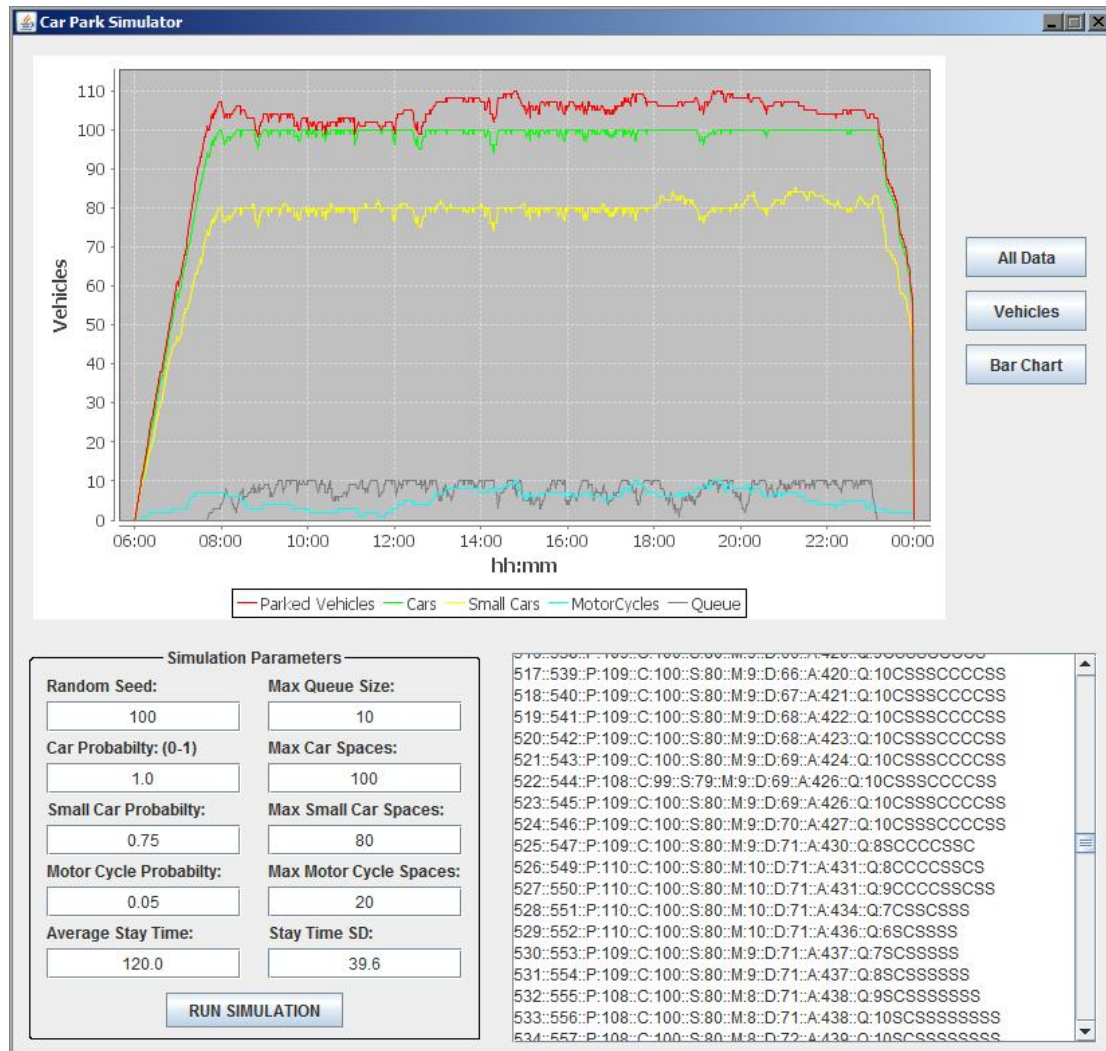 Car Park Simulator
110
100
90
80
70
60
50
40
30
20
10
0
Vehicles
06:00 08:00 10:00 12:00 14:00 16:00 18:00 20:00 22:00 00:00
hh:mm
Parked Vehicles Cars Small Cars MotorCycles Queue
All Data
Vehicles
Bar Chart
Simulation Parameters
Random Seed: Max Queue Size:
100 10
Car Probabilty: (0-1) Max Car Spaces:
1.0 100
Small Car Probabilty: Max Small Car Spaces:
0.75 80
Motor Cycle Probabilty: Max Motor Cycle Spaces:
0.05 20
Average Stay Time: Stay Time SD:
120.0 39.6
RUN SIMULATION
517::539::P:109::C:100::S:80::M:9::D:66::A:420::Q:10CSSSCCCCSS
518::540::P:109::C:100::S:80::M:9::D:67::A:421::Q:10CSSSCCCCSS
519::541::P:109::C:100::S:80::M:9::D:68::A:422::Q:10CSSSCCCCSS
520::542::P:109::C:100::S:80::M:9::D:68::A:423::Q:10CSSSCCCCSS
521::543::P:109::C:100::S:80::M:9::D:69::A:424::Q:10CSSSCCCCSS
522::544::P:108::C:99::S:79::M:9::D:69::A:426::Q:10CSSSCCCCSS
523::545::P:109::C:100::S:80::M:9::D:69::A:426::Q:10CSSSCCCCSS
524::546::P:109::C:100::S:80::M:9::D:70::A:427::Q:10CSSSCCCCSS
525::547::P:109::C:100::S:80::M:9::D:71::A:430::Q:8SCCCCSSC
526::549::P:110::C:100::S:80::M:10::D:71::A:431::Q:8CCCCSSCS
527::550::P:110::C:100::S:80::M:10::D:71::A:431::Q:9CCCCSSCSS
528::551::P:110::C:100::S:80::M:10::D:71::A:434::Q:7CSSCSSS
529::552::P:110::C:100::S:80::M:10::D:71::A:436::Q:6SCSSSS
530::553::P:109::C:100::S:80::M:9::D:71::A:437::Q:7SCSSSSS
531::554::P:109::C:100::S:80::M:9::D:71::A:437::Q:8SCSSSSSS
532::555::P:108::C:100::S:80::M:8::D:71::A:438::Q:9SCSSSSSSS
533::556::P:108::C:100::S:80::M:8::D:71::A:438::Q:10SCSSSSSSSS
534::557::P:108::C:100::S:80::M:8::D:72::A:439::Q:10SCSSSSSSSS